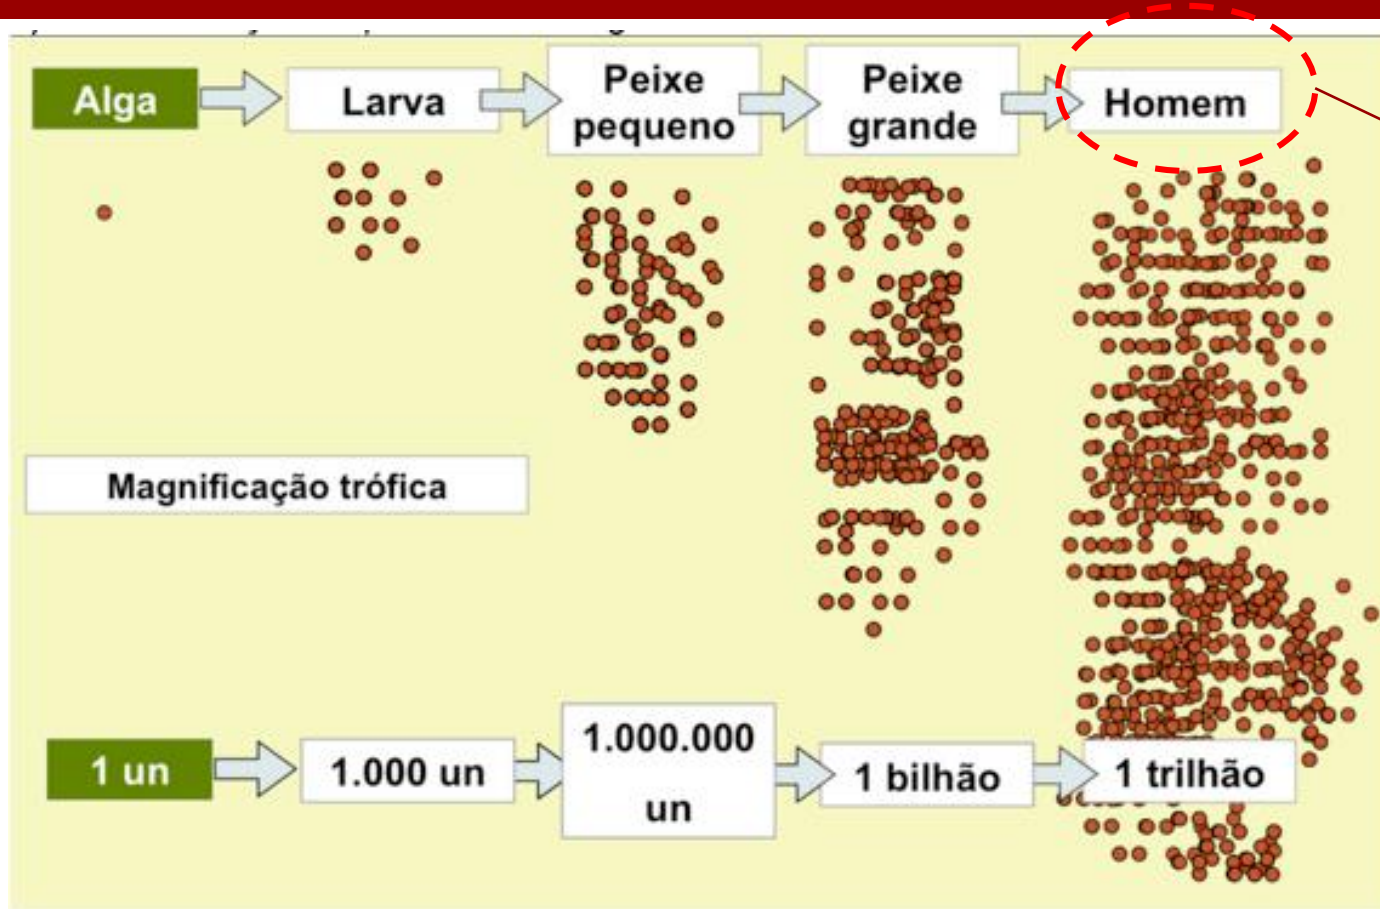 Alga
Larva
Peixe
pequeno
Peixe
grande
Homem
Magnificação trófica
1 un
1.000 un
1.000.000
un
1 bilhão
1 trilhão